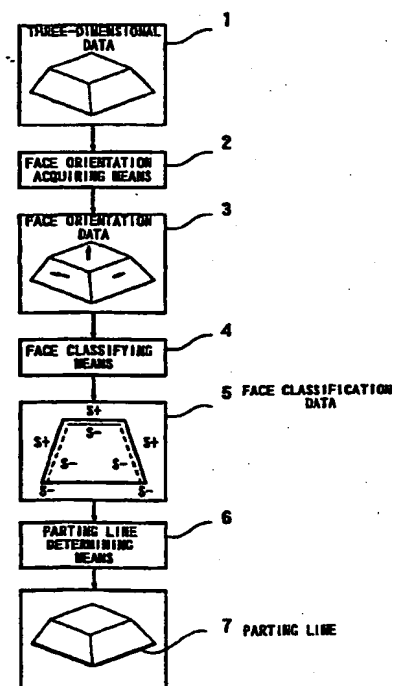 1
THREE-DIMENSIONAL
DATA
2
FACE ORIENTATION
ACQUIRING MEANS
3
FACE ORIENTATION
DATA
4
FACE CLASSIFYING
MEANS
5 FACE CLASSIFICATION
DATA
S+
S-
S+ S+
S- S-
S- S-
6
PARTING LINE
DETERMINING
MEANS
7 PARTING LINE